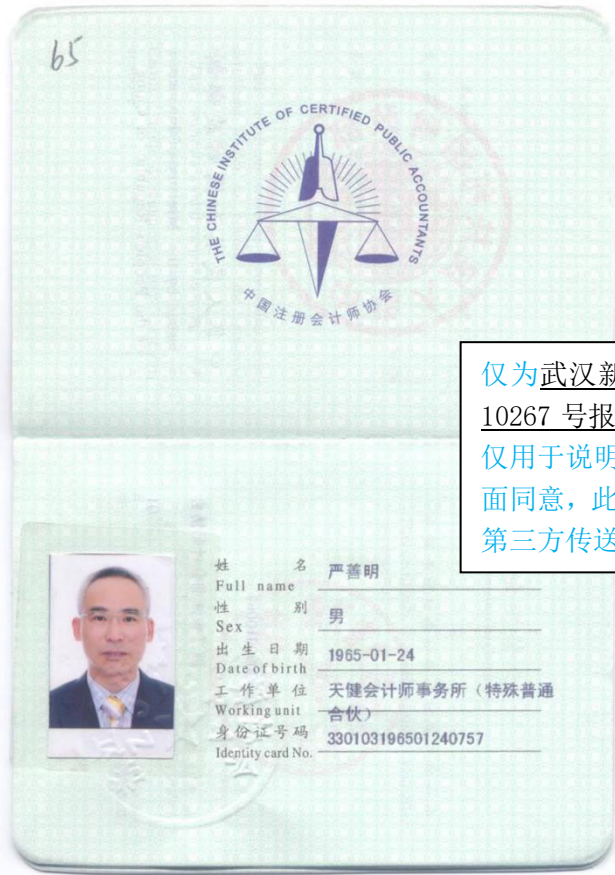 65
THE CHINESE INSTITUTE OF CERTIFIED PUBLIC ACCOUNTANTS
中国注册会计师协会
仅为武汉新
10267 号报
仅用于说明
面同意，此
第三方传送
姓 名 严善明
Full name
性 别 男
Sex
出生日期 1965-01-24
Date of birth
工作单位 天健会计师事务所（特殊普通
Working unit 合伙）
身份证号码 330103196501240757
Identity card No.